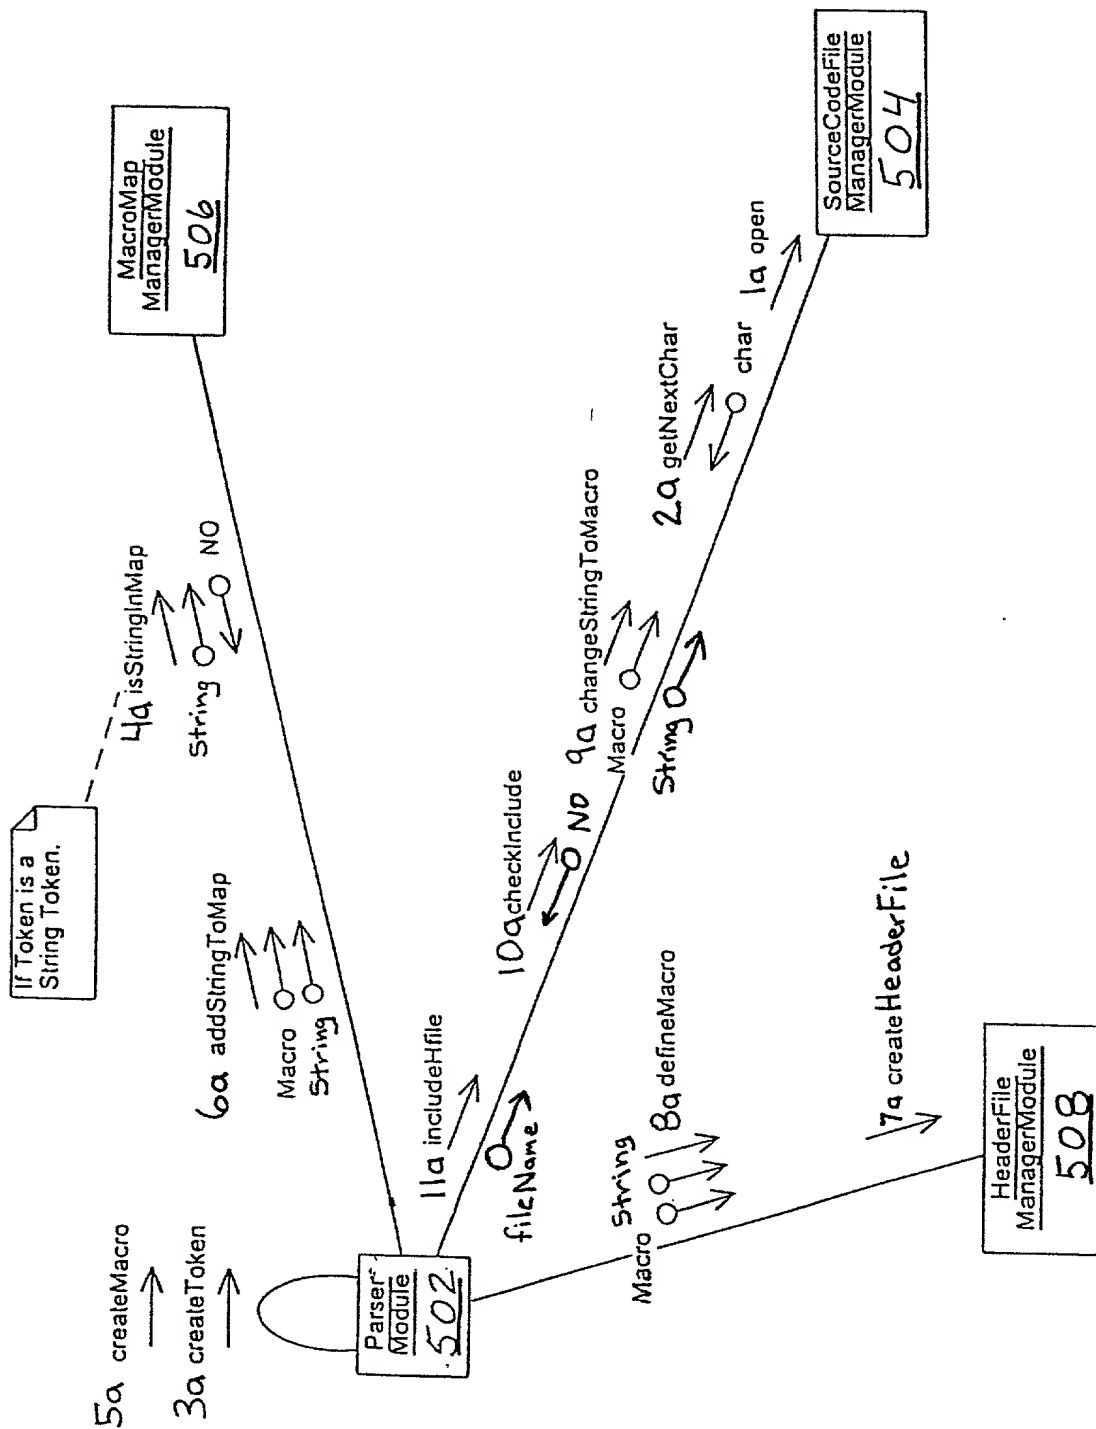 5a createMacro
3a createToken
Parser
Module
502
If Token is a
String Token.
4a isStringInMap
String
NO
6a addStringToMap
Macro
String
MacroMap
ManagerModule
506
11a includeHfile
fileName
10a checkInclude
NO
9a changeStringToMacro
Macro
String
2a getNextChar
char
1a open
SourceCodeFile
ManagerModule
504
8a defineMacro
String
Macro
7a createHeaderFile
HeaderFile
ManagerModule
508